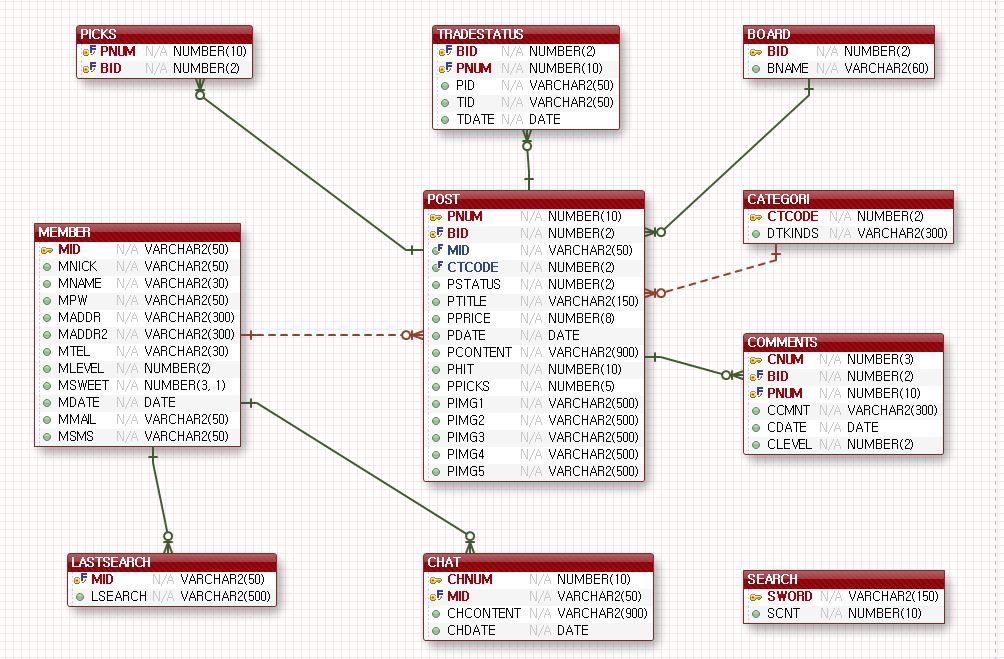 PICKS
PNUM N/A NUMBER(10)
BID N/A NUMBER(2)
TRADESTATUS
BID N/A NUMBER(2)
PNUM N/A NUMBER(10)
PID N/A VARCHAR2(50)
TID N/A VARCHAR2(50)
TDATE N/A DATE
BOARD
BID N/A NUMBER(2)
BNAME N/A VARCHAR2(60)
MEMBER
MID N/A VARCHAR2(50)
MNICK N/A VARCHAR2(50)
MNAME N/A VARCHAR2(30)
MPW N/A VARCHAR2(50)
MADDR N/A VARCHAR2(300)
MADDR2 N/A VARCHAR2(300)
MTEL N/A VARCHAR2(30)
MLEVEL N/A NUMBER(2)
MSWEET N/A NUMBER(3, 1)
MDATE N/A DATE
MMAIL N/A VARCHAR2(50)
MSMS N/A VARCHAR2(50)
POST
PNUM N/A NUMBER(10)
BID N/A NUMBER(2)
MID N/A VARCHAR2(50)
CTCODE N/A NUMBER(2)
PSTATUS N/A NUMBER(2)
PTITLE N/A VARCHAR2(150)
PPRICE N/A NUMBER(8)
PDATE N/A DATE
PCONTENT N/A VARCHAR2(900)
PHIT N/A NUMBER(10)
PPICKS N/A NUMBER(5)
PIMG1 N/A VARCHAR2(500)
PIMG2 N/A VARCHAR2(500)
PIMG3 N/A VARCHAR2(500)
PIMG4 N/A VARCHAR2(500)
PIMG5 N/A VARCHAR2(500)
CATEGORI
CTCODE N/A NUMBER(2)
DTKINDS N/A VARCHAR2(300)
COMMENTS
CNUM N/A NUMBER(3)
BID N/A NUMBER(2)
PNUM N/A NUMBER(10)
CCMNT N/A VARCHAR2(300)
CDATE N/A DATE
CLEVEL N/A NUMBER(2)
LASTSEARCH
MID N/A VARCHAR2(50)
LSEARCH N/A VARCHAR2(500)
CHAT
CHNUM N/A NUMBER(10)
MID N/A VARCHAR2(50)
CHCONTENT N/A VARCHAR2(900)
CHDATE N/A DATE
SEARCH
SWORD N/A VARCHAR2(150)
SCNT N/A NUMBER(10)